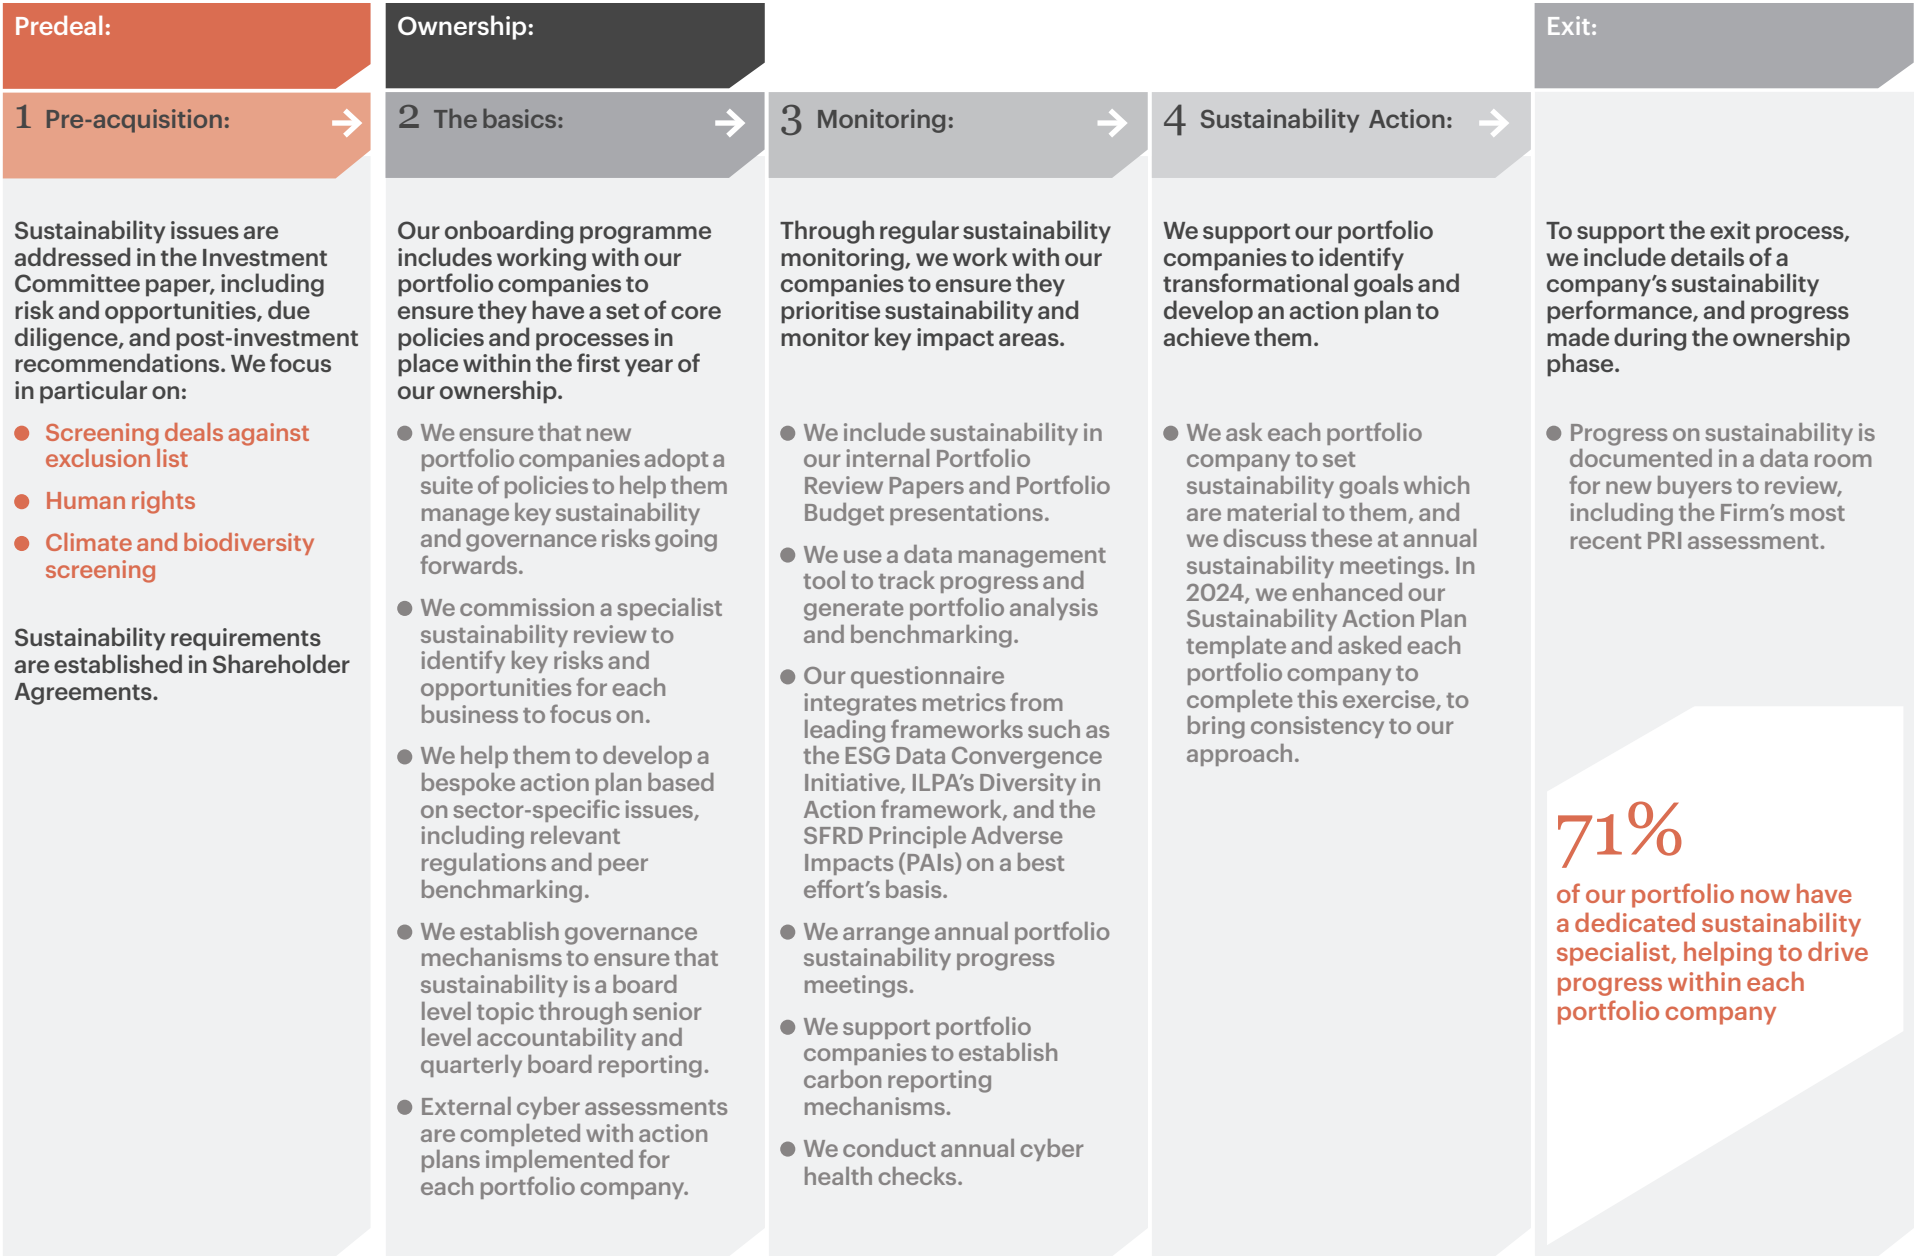 Predeal:
1 Pre-acquisition:
Sustainability issues are
addressed in the Investment
Committee paper, including
risk and opportunities, due
diligence, and post-investment
recommendations. We focus
in particular on:
● Screening deals against
exclusion list
● Human rights
● Climate and biodiversity
screening
Sustainability requirements
are established in Shareholder
Agreements.
Ownership:
2 The basics:
Our onboarding programme
includes working with our
portfolio companies to
ensure they have a set of core
policies and processes in
place within the first year of
our ownership.
● We ensure that new
portfolio companies adopt a
suite of policies to help them
manage key sustainability
and governance risks going
forwards.
● We commission a specialist
sustainability review to
identify key risks and
opportunities for each
business to focus on.
● We help them to develop a
bespoke action plan based
on sector-specific issues,
including relevant
regulations and peer
benchmarking.
● We establish governance
mechanisms to ensure that
sustainability is a board
level topic through senior
level accountability and
quarterly board reporting.
● External cyber assessments
are completed with action
plans implemented for
each portfolio company.
3 Monitoring:
Through regular sustainability
monitoring, we work with our
companies to ensure they
prioritise sustainability and
monitor key impact areas.
● We include sustainability in
our internal Portfolio
Review Papers and Portfolio
Budget presentations.
● We use a data management
tool to track progress and
generate portfolio analysis
and benchmarking.
● Our questionnaire
integrates metrics from
leading frameworks such as
the ESG Data Convergence
Initiative, ILPA’s Diversity in
Action framework, and the
SFRD Principle Adverse
Impacts (PAIs) on a best
effort’s basis.
● We arrange annual portfolio
sustainability progress
meetings.
● We support portfolio
companies to establish
carbon reporting
mechanisms.
● We conduct annual cyber
health checks.
4 Sustainability Action:
We support our portfolio
companies to identify
transformational goals and
develop an action plan to
achieve them.
● We ask each portfolio
company to set
sustainability goals which
are material to them, and
we discuss these at annual
sustainability meetings. In
2024, we enhanced our
Sustainability Action Plan
template and asked each
portfolio company to
complete this exercise, to
bring consistency to our
approach.
Exit:
To support the exit process,
we include details of a
company’s sustainability
performance, and progress
made during the ownership
phase.
● Progress on sustainability is
documented in a data room
for new buyers to review,
including the Firm’s most
recent PRI assessment.
71%
of our portfolio now have
a dedicated sustainability
specialist, helping to drive
progress within each
portfolio company